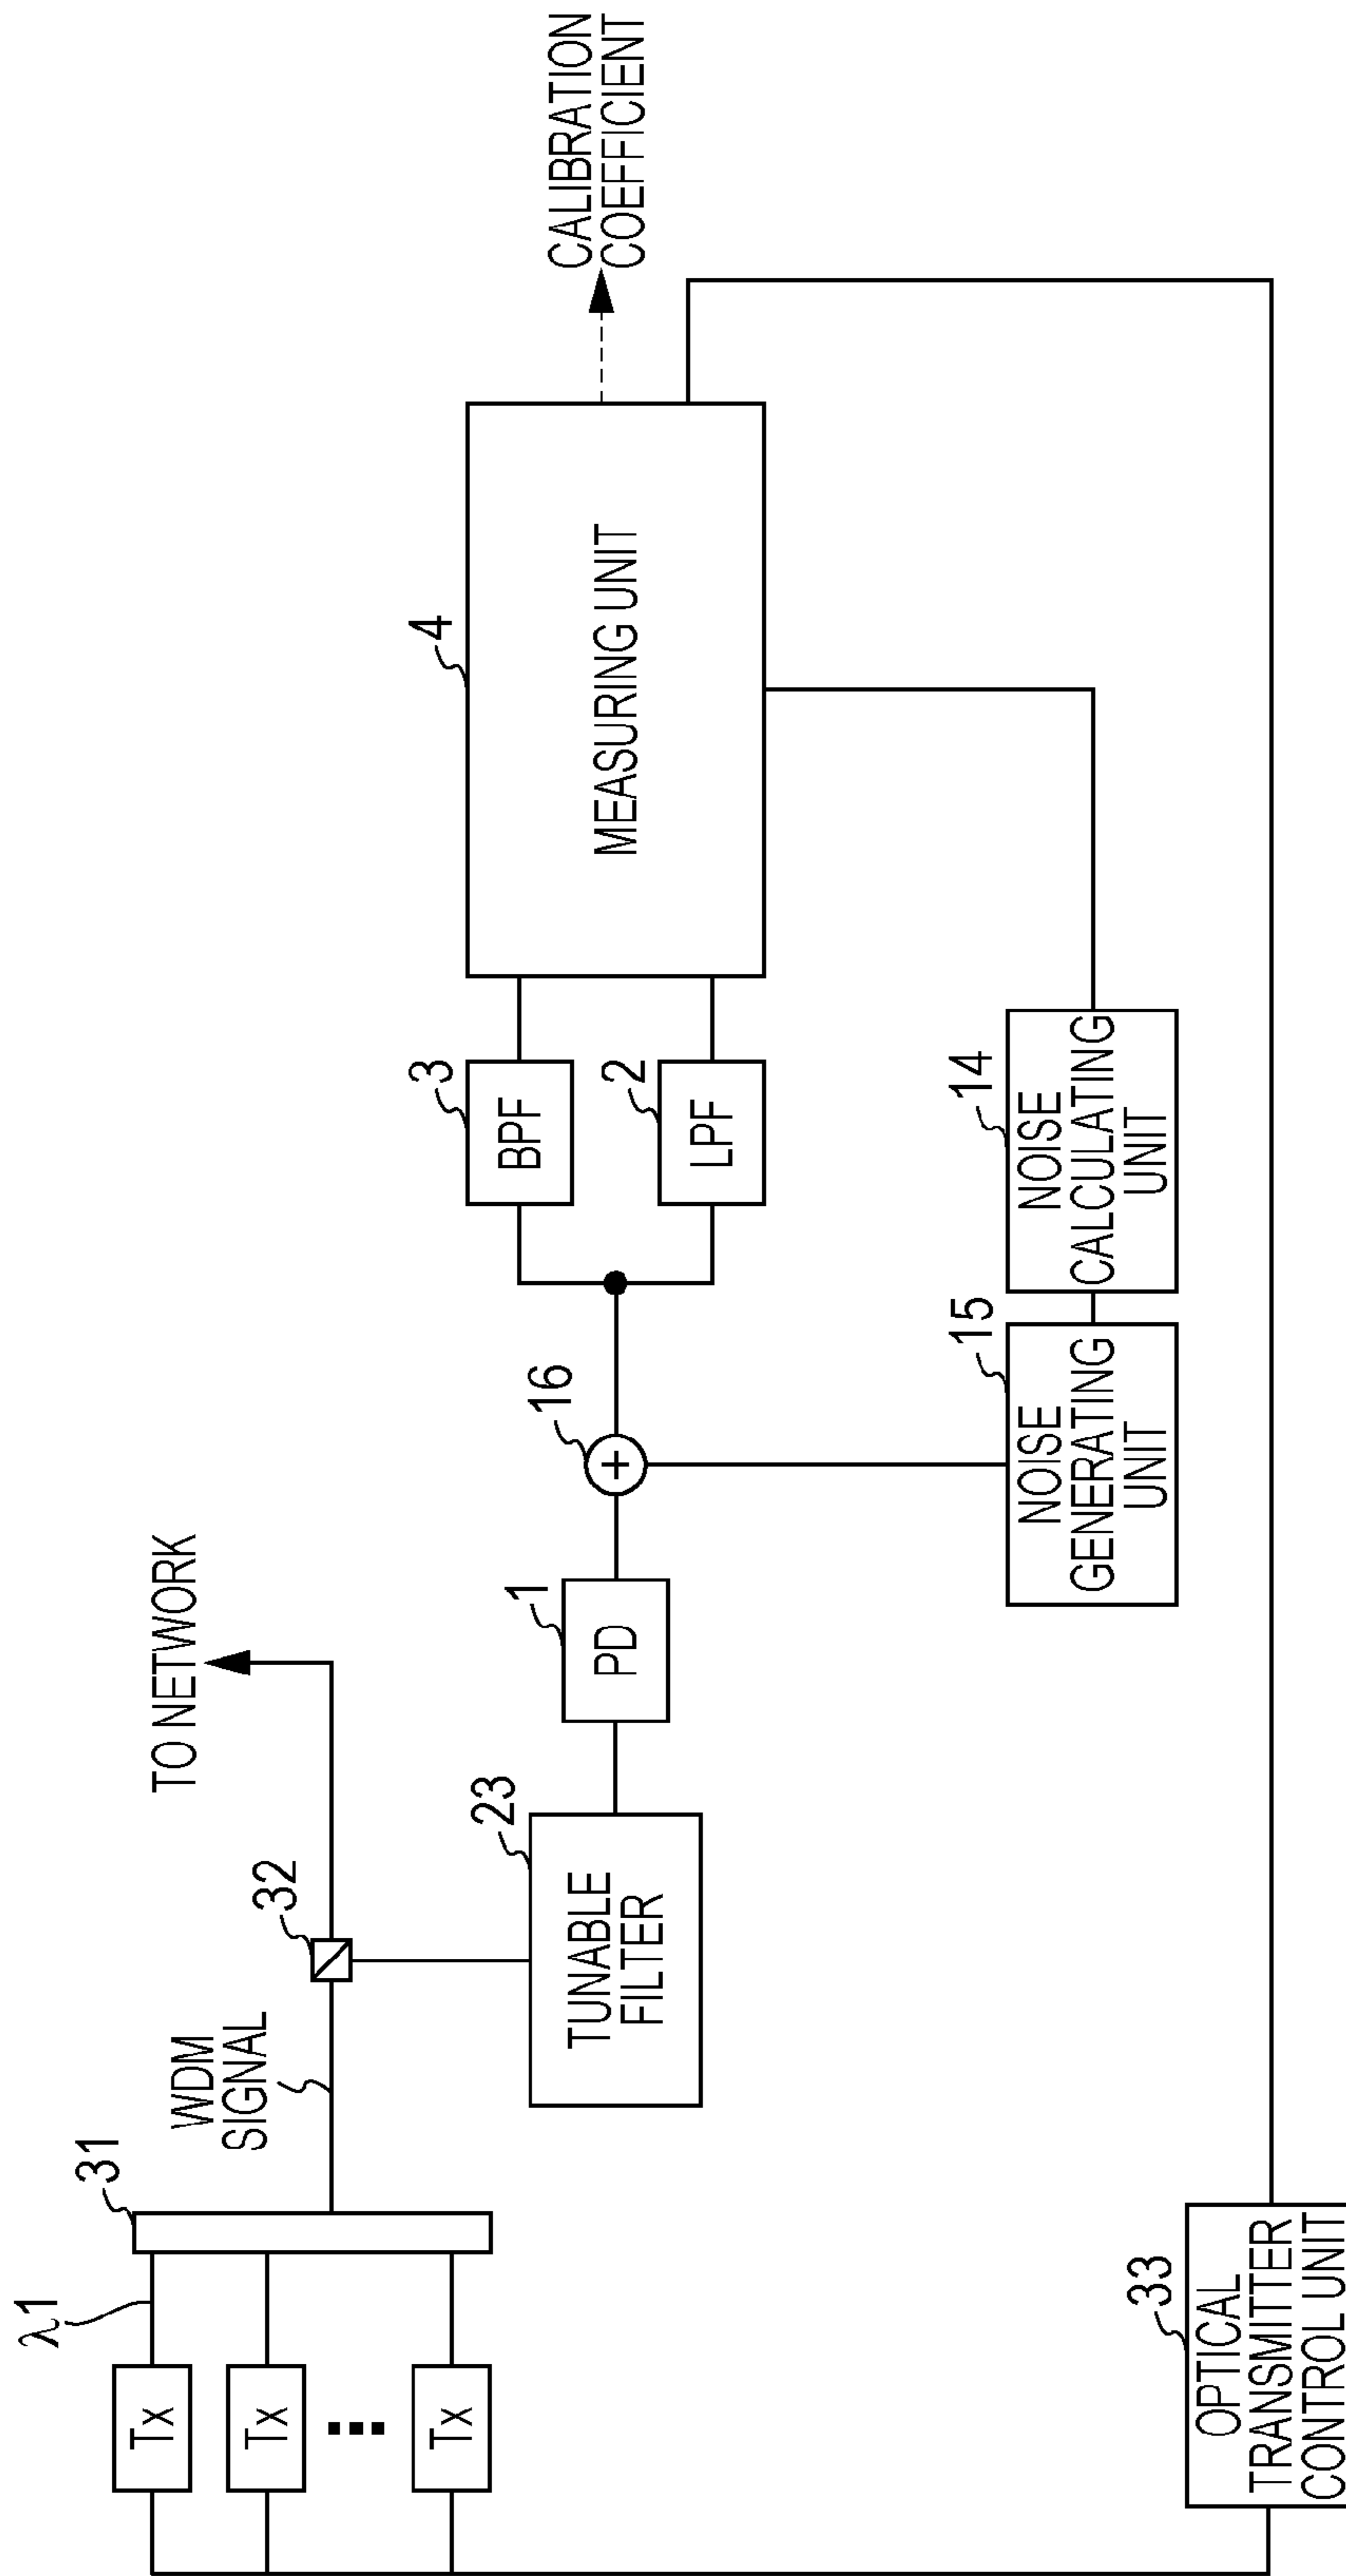 λ1
31
Tx
Tx
Tx
WDM
SIGNAL
32
TO NETWORK
23
TUNABLE
FILTER
1
PD
16
3
BPF
2
LPF
4
MEASURING UNIT
CALIBRATION
COEFFICIENT
15
NOISE
GENERATING
UNIT
14
NOISE
CALCULATING
UNIT
33
OPTICAL
TRANSMITTER
CONTROL UNIT